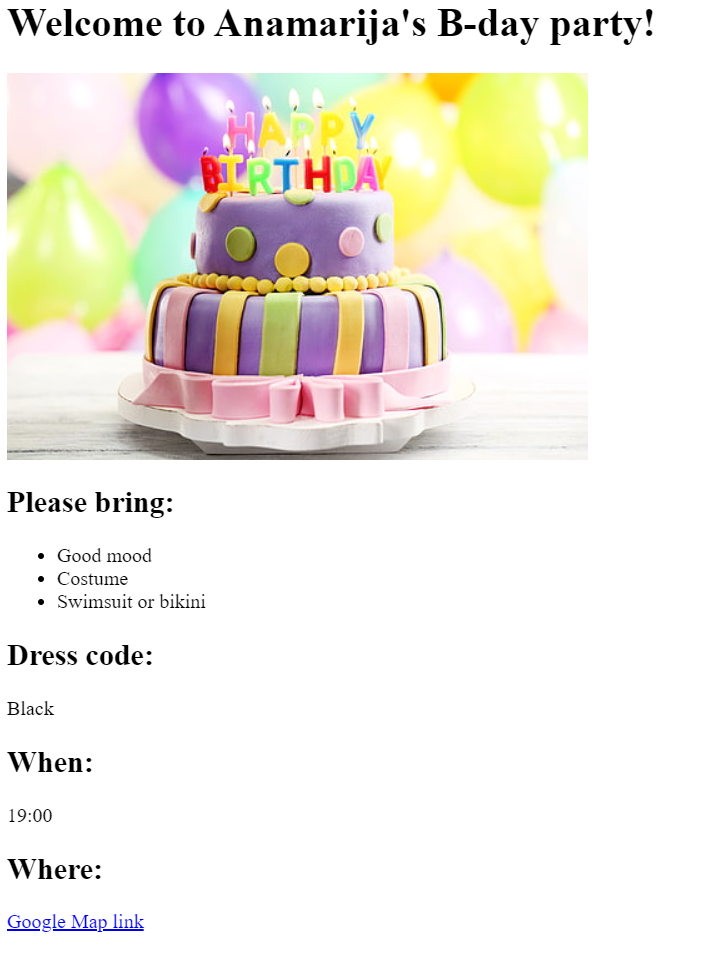 Welcome to Anamarija's B-day party!
HAPPY
BIRTHDAY
Please bring:
Good mood
Costume
Swimsuit or bikini
Dress code:
Black
When:
19:00
Where:
Google Map link